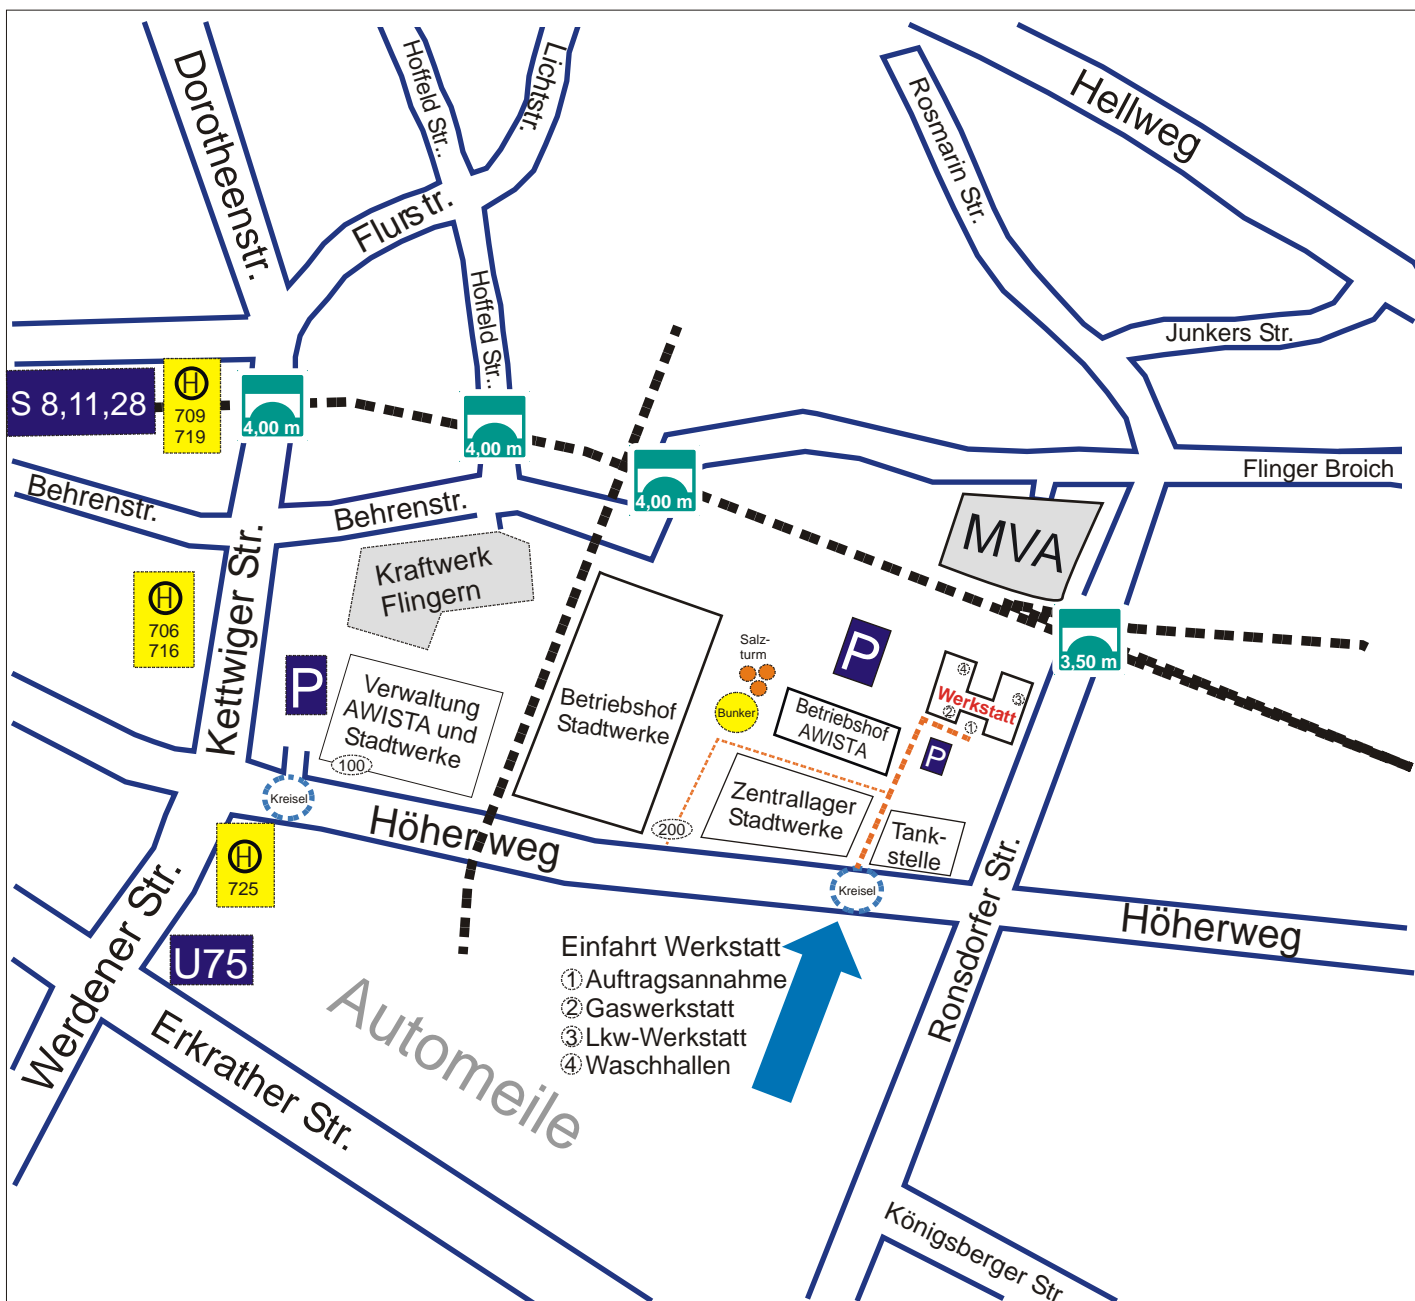 Dorotheenstr.
Hoffeld Str..
Lichtstr.
Flurstr.
Hoffeld Str..
Rosmarin Str.
Hellweg
Junkers Str.
Flinger Broich
S 8,11,28
H
709
719
4,00 m
4,00 m
4,00 m
3,50 m
Behrenstr.
Behrenstr.
Kettwiger Str.
H
706
716
Kraftwerk
Flingern
MVA
P
Verwaltung
AWISTA und
Stadtwerke
100
Betriebshof
Stadtwerke
Salz-
turm
Bunker
P
Betriebshof
AWISTA
4
3
Werkstatt
2
1
P
Zentrallager
Stadtwerke
200
Tank-
stelle
Kreisel
Kreisel
Höherweg
Höherweg
H
725
U75
Werdener Str.
Erkrather Str.
Automeile
Einfahrt Werkstatt
1 Auftragsannahme
2 Gaswerkstatt
3 Lkw-Werkstatt
4 Waschhallen
Ronsdorfer Str.
Königsberger Str